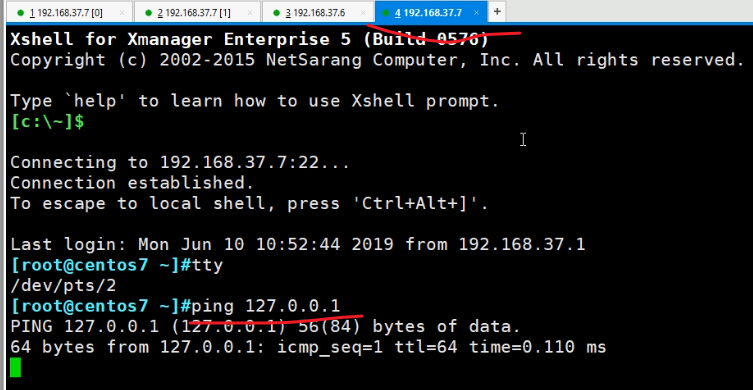 1 192.168.37.7 [0] × 2 192.168.37.7 [1] × 3 192.168.37.6 × 4 192.168.37.7 × +
Xshell for Xmanager Enterprise 5 (Build 0576)
Copyright (c) 2002-2015 NetSarang Computer, Inc. All rights reserved.
Type `help' to learn how to use Xshell prompt.
[c:\~]$
Connecting to 192.168.37.7:22...
Connection established.
To escape to local shell, press 'Ctrl+Alt+]'.
Last login: Mon Jun 10 10:52:44 2019 from 192.168.37.1
[root@centos7 ~]#tty
/dev/pts/2
[root@centos7 ~]#ping 127.0.0.1
PING 127.0.0.1 (127.0.0.1) 56(84) bytes of data.
64 bytes from 127.0.0.1: icmp_seq=1 ttl=64 time=0.110 ms